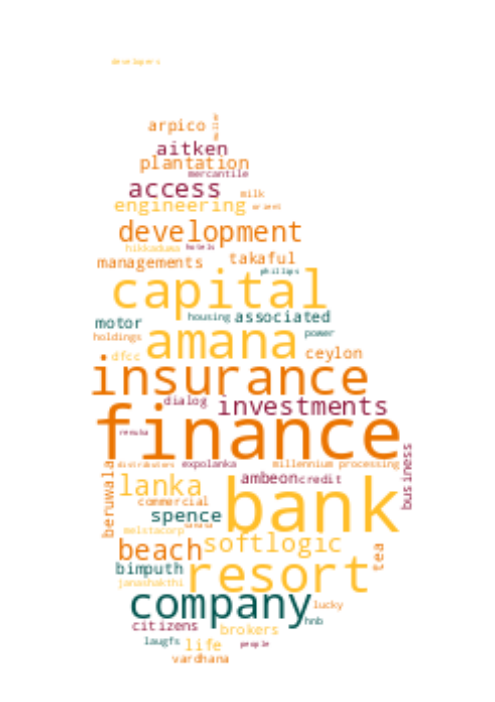 developers
arpico
aitken
plantation
mercantile
access milk
engineering orient
development
hikkaduwa hotels
managements takaful
phillips
capital
motor housing associated
holdings power
dfcc amana ceylon
insurance
dialog investments
finance
renuka
business
beruwala distributors expolanka millennium processing
lanka ambeon credit
commercial bank
spence
melstacorp
beach softlogic
tea
bimputh resort
janashakthi
company lucky
hnb
citizens brokers
laugfs life people
vardhana